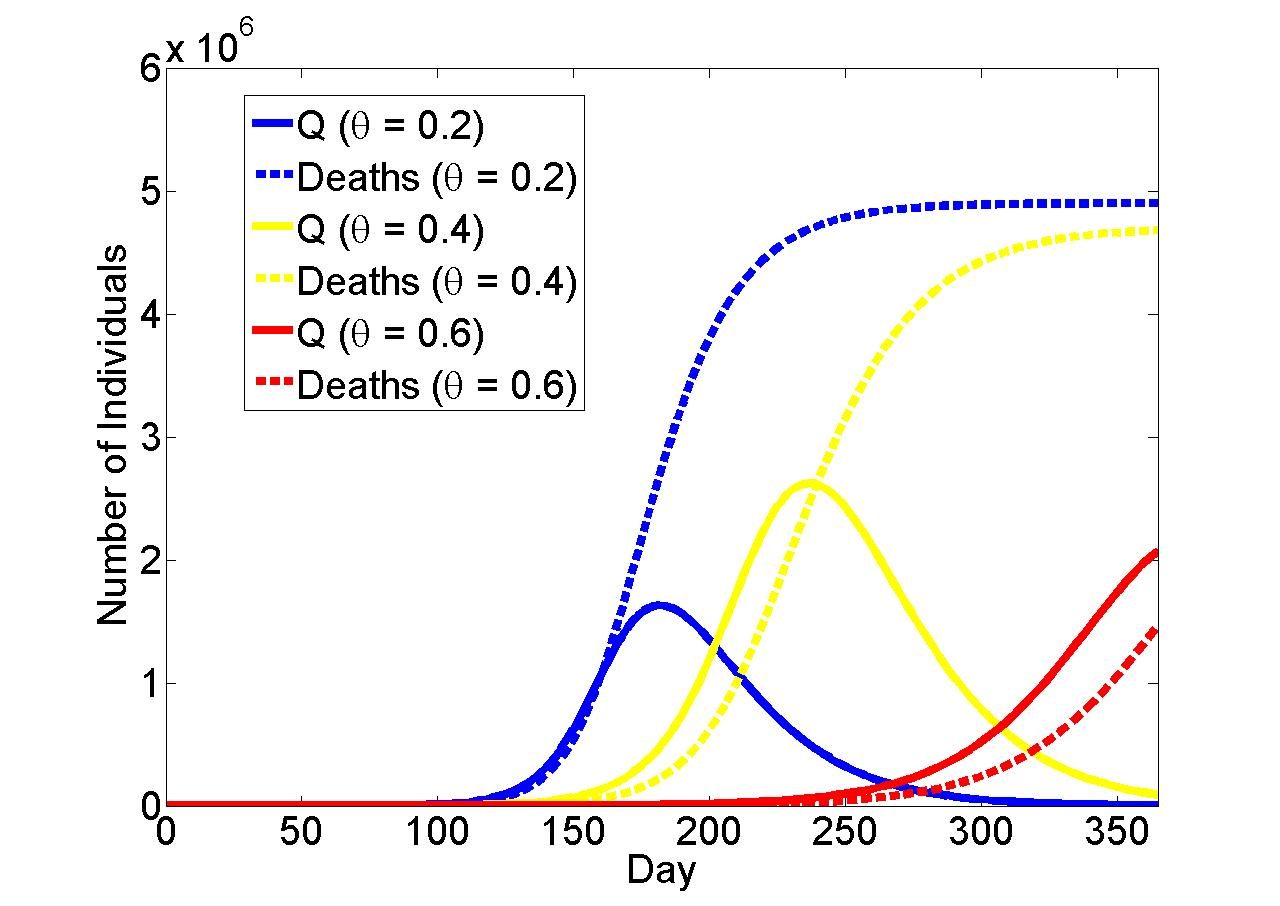 x 10^6
6
5
4
3
2
1
0
Number of Individuals
Q (θ = 0.2)
Deaths (θ = 0.2)
Q (θ = 0.4)
Deaths (θ = 0.4)
Q (θ = 0.6)
Deaths (θ = 0.6)
0 50 100 150 200 250 300 350
Day